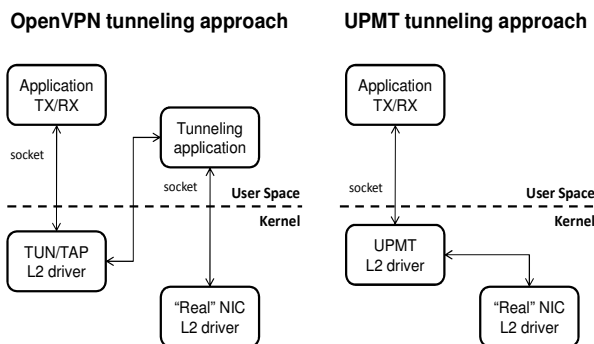 OpenVPN tunneling approach
Application
TX/RX
Tunneling
application
socket
socket
User Space
Kernel
TUN/TAP
L2 driver
“Real” NIC
L2 driver
UPMT tunneling approach
Application
TX/RX
socket
User Space
Kernel
UPMT
L2 driver
“Real” NIC
L2 driver